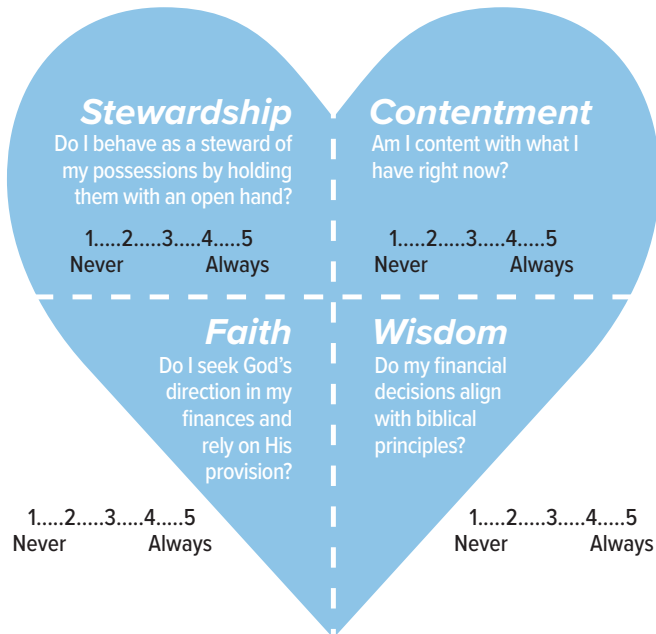 Stewardship
Do I behave as a steward of
my possessions by holding
them with an open hand?
1.....2.....3.....4.....5
Never Always
Contentment
Am I content with what I
have right now?
1.....2.....3.....4.....5
Never Always
Faith
Do I seek God’s
direction in my
finances and
rely on His
provision?
1.....2.....3.....4.....5
Never Always
Wisdom
Do my financial
decisions align
with biblical
principles?
1.....2.....3.....4.....5
Never Always